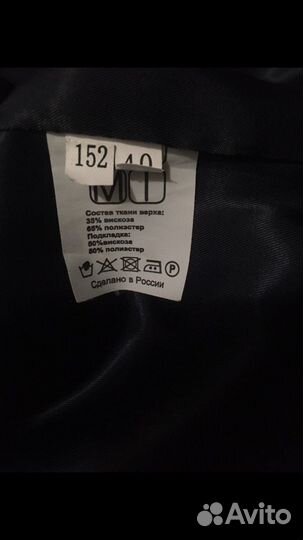 152
40
Состав ткани верха:
35% вискоза
65% полиэстер
Подкладка:
50%вискоза
50% полиэстер
P
Сделано в России
Avito